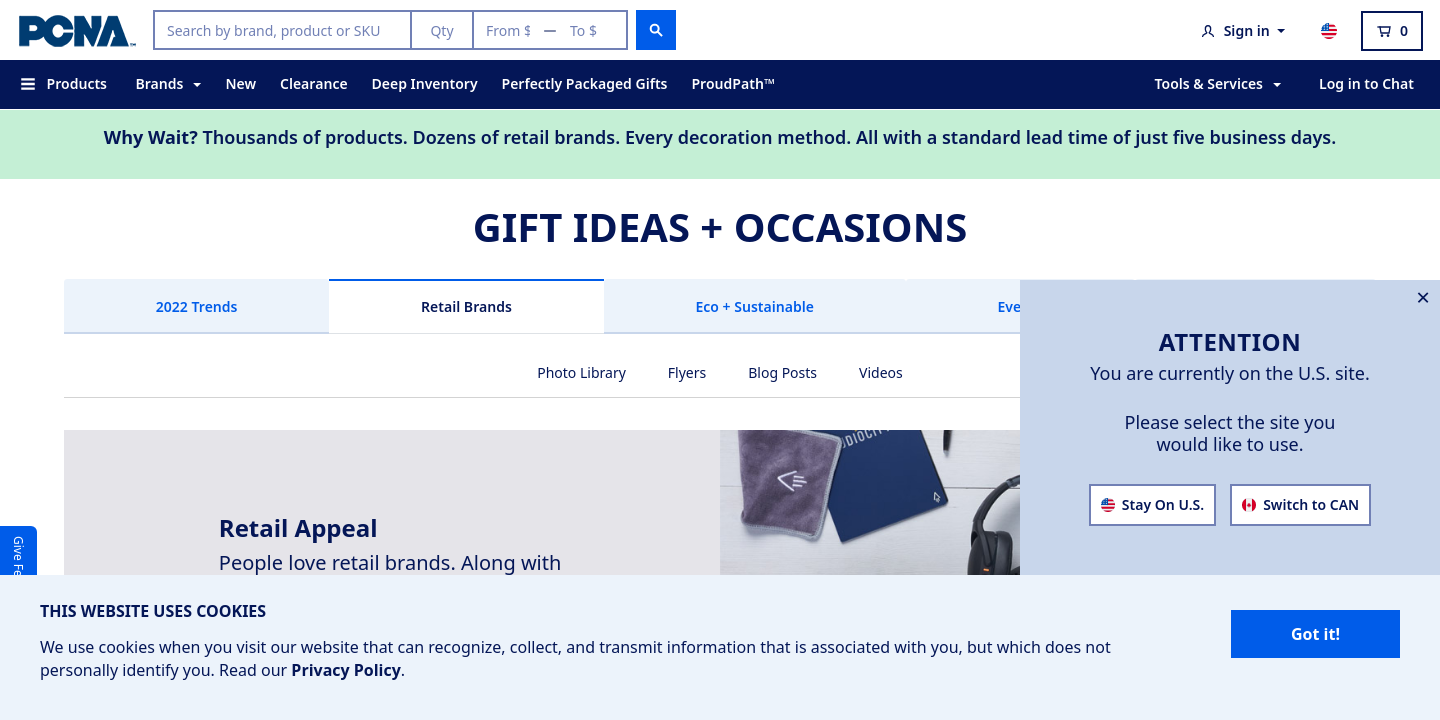 PCNA™
Search by brand, product or SKU
Qty
From $ — To $
Sign in
0
Products
Brands
New
Clearance
Deep Inventory
Perfectly Packaged Gifts
ProudPath™
Tools & Services
Log in to Chat
Why Wait? Thousands of products. Dozens of retail brands. Every decoration method. All with a standard lead time of just five business days.
GIFT IDEAS + OCCASIONS
2022 Trends
Retail Brands
Eco + Sustainable
Photo Library
Flyers
Blog Posts
Videos
ATTENTION
You are currently on the U.S. site.
Please select the site you
would like to use.
Stay On U.S.
Switch to CAN
Retail Appeal
People love retail brands. Along with
Give
THIS WEBSITE USES COOKIES
We use cookies when you visit our website that can recognize, collect, and transmit information that is associated with you, but which does not
personally identify you. Read our Privacy Policy.
Got it!